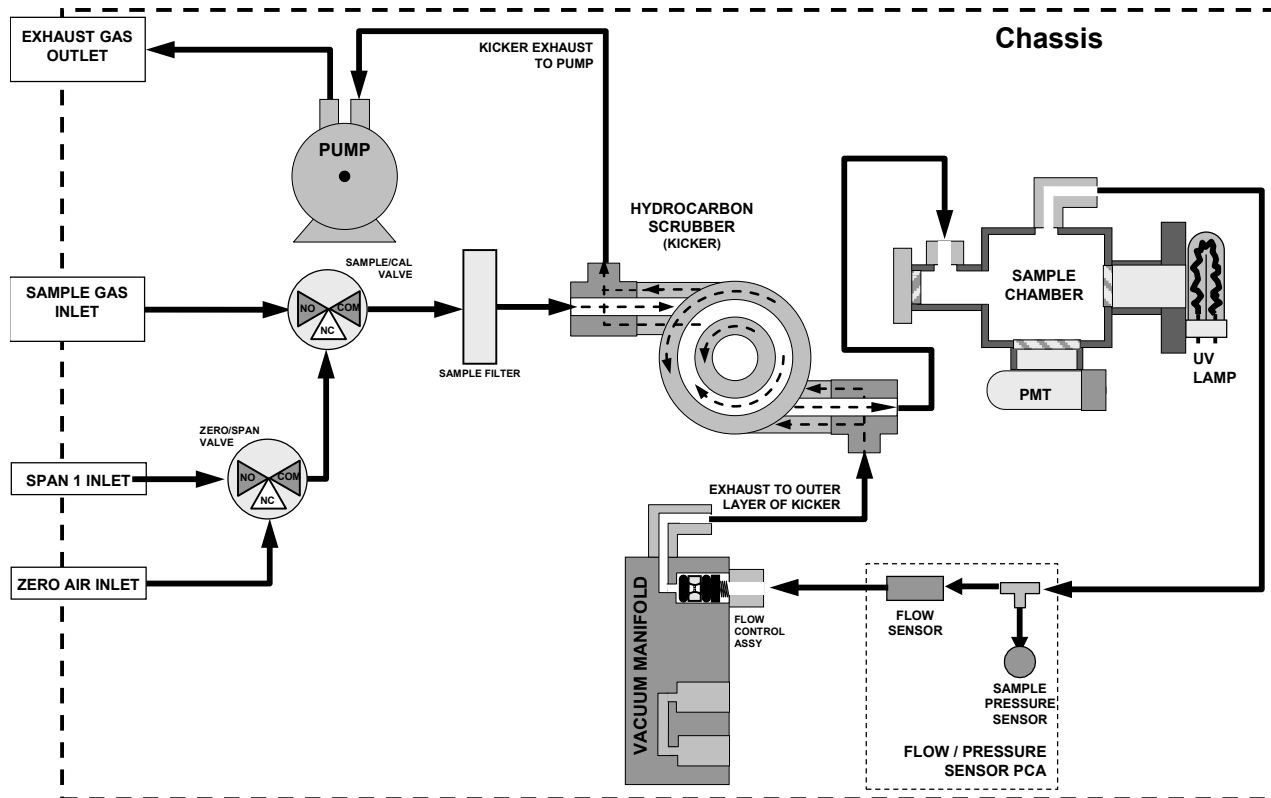 EXHAUST GAS
OUTLET
KICKER EXHAUST
TO PUMP
Chassis
PUMP
HYDROCARBON
SCRUBBER
(KICKER)
SAMPLE/CAL
VALVE
SAMPLE GAS
INLET
NO
COM
NC
SAMPLE FILTER
SAMPLE
CHAMBER
UV
LAMP
PMT
ZERO/SPAN
VALVE
SPAN 1 INLET
NO
COM
NC
EXHAUST TO OUTER
LAYER OF KICKER
ZERO AIR INLET
VACUUM MANIFOLD
FLOW
CONTROL
ASSY
FLOW
SENSOR
SAMPLE
PRESSURE
SENSOR
FLOW / PRESSURE
SENSOR PCA